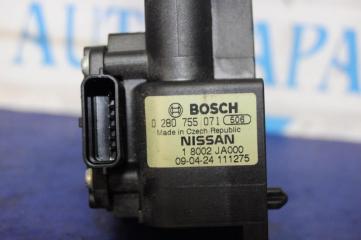 BOSCH
0 280 755 071 508
Made in Czech Republic
NISSAN
1 8002 JA000
09-04-24 111275